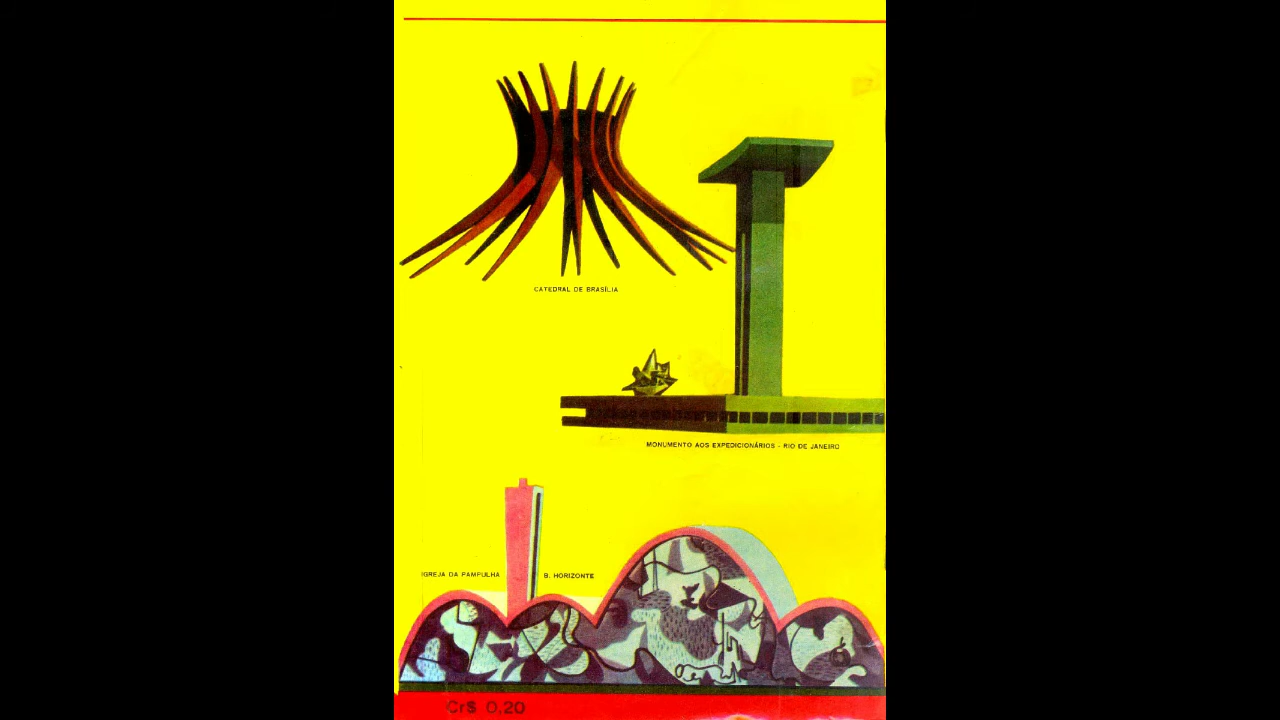 CATEDRAL DE BRASÍLIA
MONUMENTO AOS EXPEDICIONÁRIOS - RIO DE JANEIRO
IGREJA DA PAMPULHA B. HORIZONTE
Cr$ 0,20